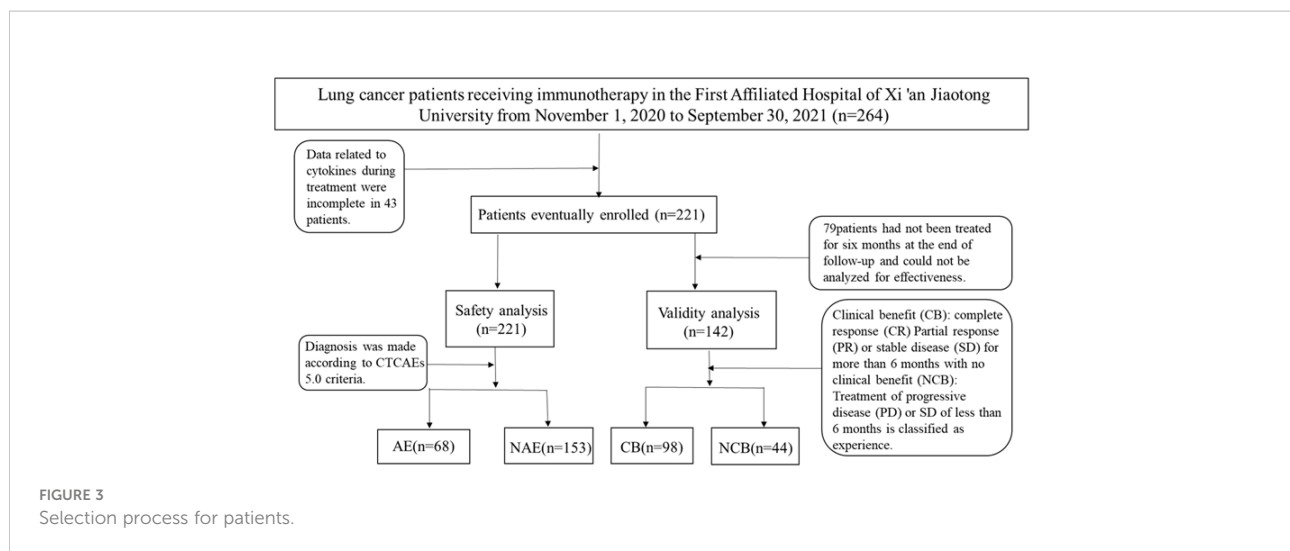 Lung cancer patients receiving immunotherapy in the First Affiliated Hospital of Xi 'an Jiaotong
University from November 1, 2020 to September 30, 2021 (n=264)
Data related to
cytokines during
treatment were
incomplete in 43
patients.
Patients eventually enrolled (n=221)
79patients had not been treated
for six months at the end of
follow-up and could not be
analyzed for effectiveness.
Safety analysis
(n=221)
Validity analysis
(n=142)
Diagnosis was made
according to CTCAEs
5.0 criteria.
Clinical benefit (CB): complete
response (CR) Partial response
(PR) or stable disease (SD) for
more than 6 months with no
clinical benefit (NCB):
Treatment of progressive
disease (PD) or SD of less than
6 months is classified as
experience.
AE(n=68)
NAE(n=153)
CB(n=98)
NCB(n=44)
FIGURE 3
Selection process for patients.